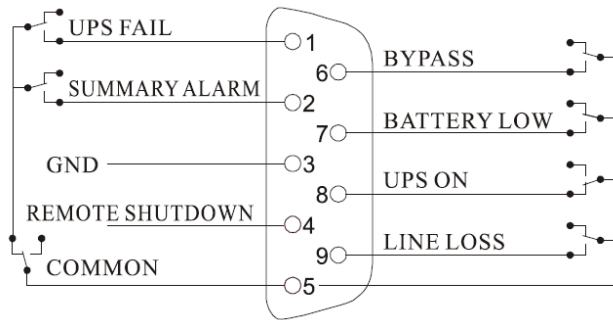 UPS FAIL
1
BYPASS
6
SUMMARY ALARM
2
BATTERY LOW
7
GND
3
UPS ON
8
REMOTE SHUTDOWN
4
LINE LOSS
9
COMMON
5